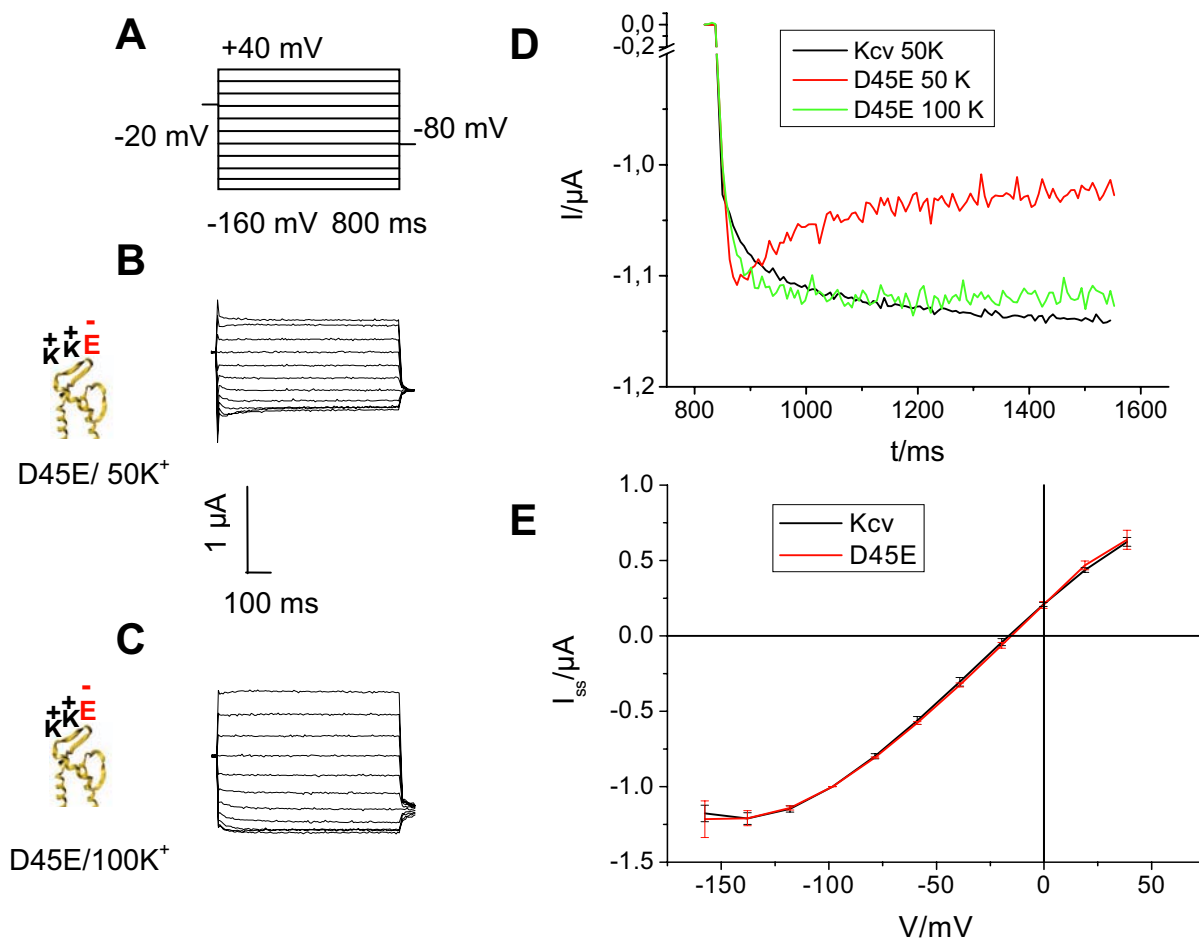 A
+40 mV
-20 mV
-80 mV
-160 mV 800 ms
B
+ + -
K K E
D45E/ 50K+
1 µA
100 ms
C
+ + -
K K E
D45E/100K+
D
Kcv 50K
D45E 50 K
D45E 100 K
0,0
-0,2
-1,0
-1,1
-1,2
I/µA
800 1000 1200 1400 1600
t/ms
E
Kcv
D45E
1.0
0.5
0.0
-0.5
-1.0
-1.5
Iss/µA
-150 -100 -50 0 50
V/mV